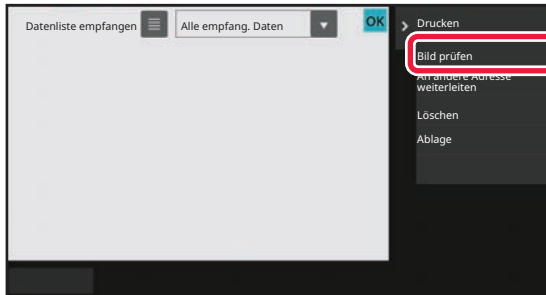 Datenliste empfangen
Alle empfang. Daten
OK
Drucken
Bild prüfen
An andere Adresse
weiterleiten
Löschen
Ablage